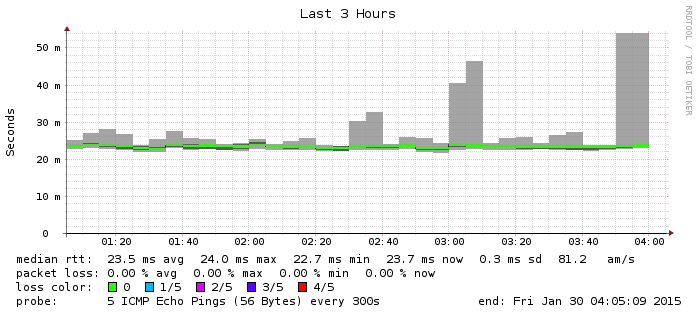 Last 3 Hours
RRDTOOL / TOBI OETIKER
Seconds
50 m
40 m
30 m
20 m
10 m
0
01:20 01:40 02:00 02:20 02:40 03:00 03:20 03:40 04:00
median rtt: 23.5 ms avg 24.0 ms max 22.7 ms min 23.7 ms now 0.3 ms sd 81.2 am/s
packet loss: 0.00 % avg 0.00 % max 0.00 % min 0.00 % now
loss color: 0 1/5 2/5 3/5 4/5
probe: 5 ICMP Echo Pings (56 Bytes) every 300s end: Fri Jan 30 04:05:09 2015